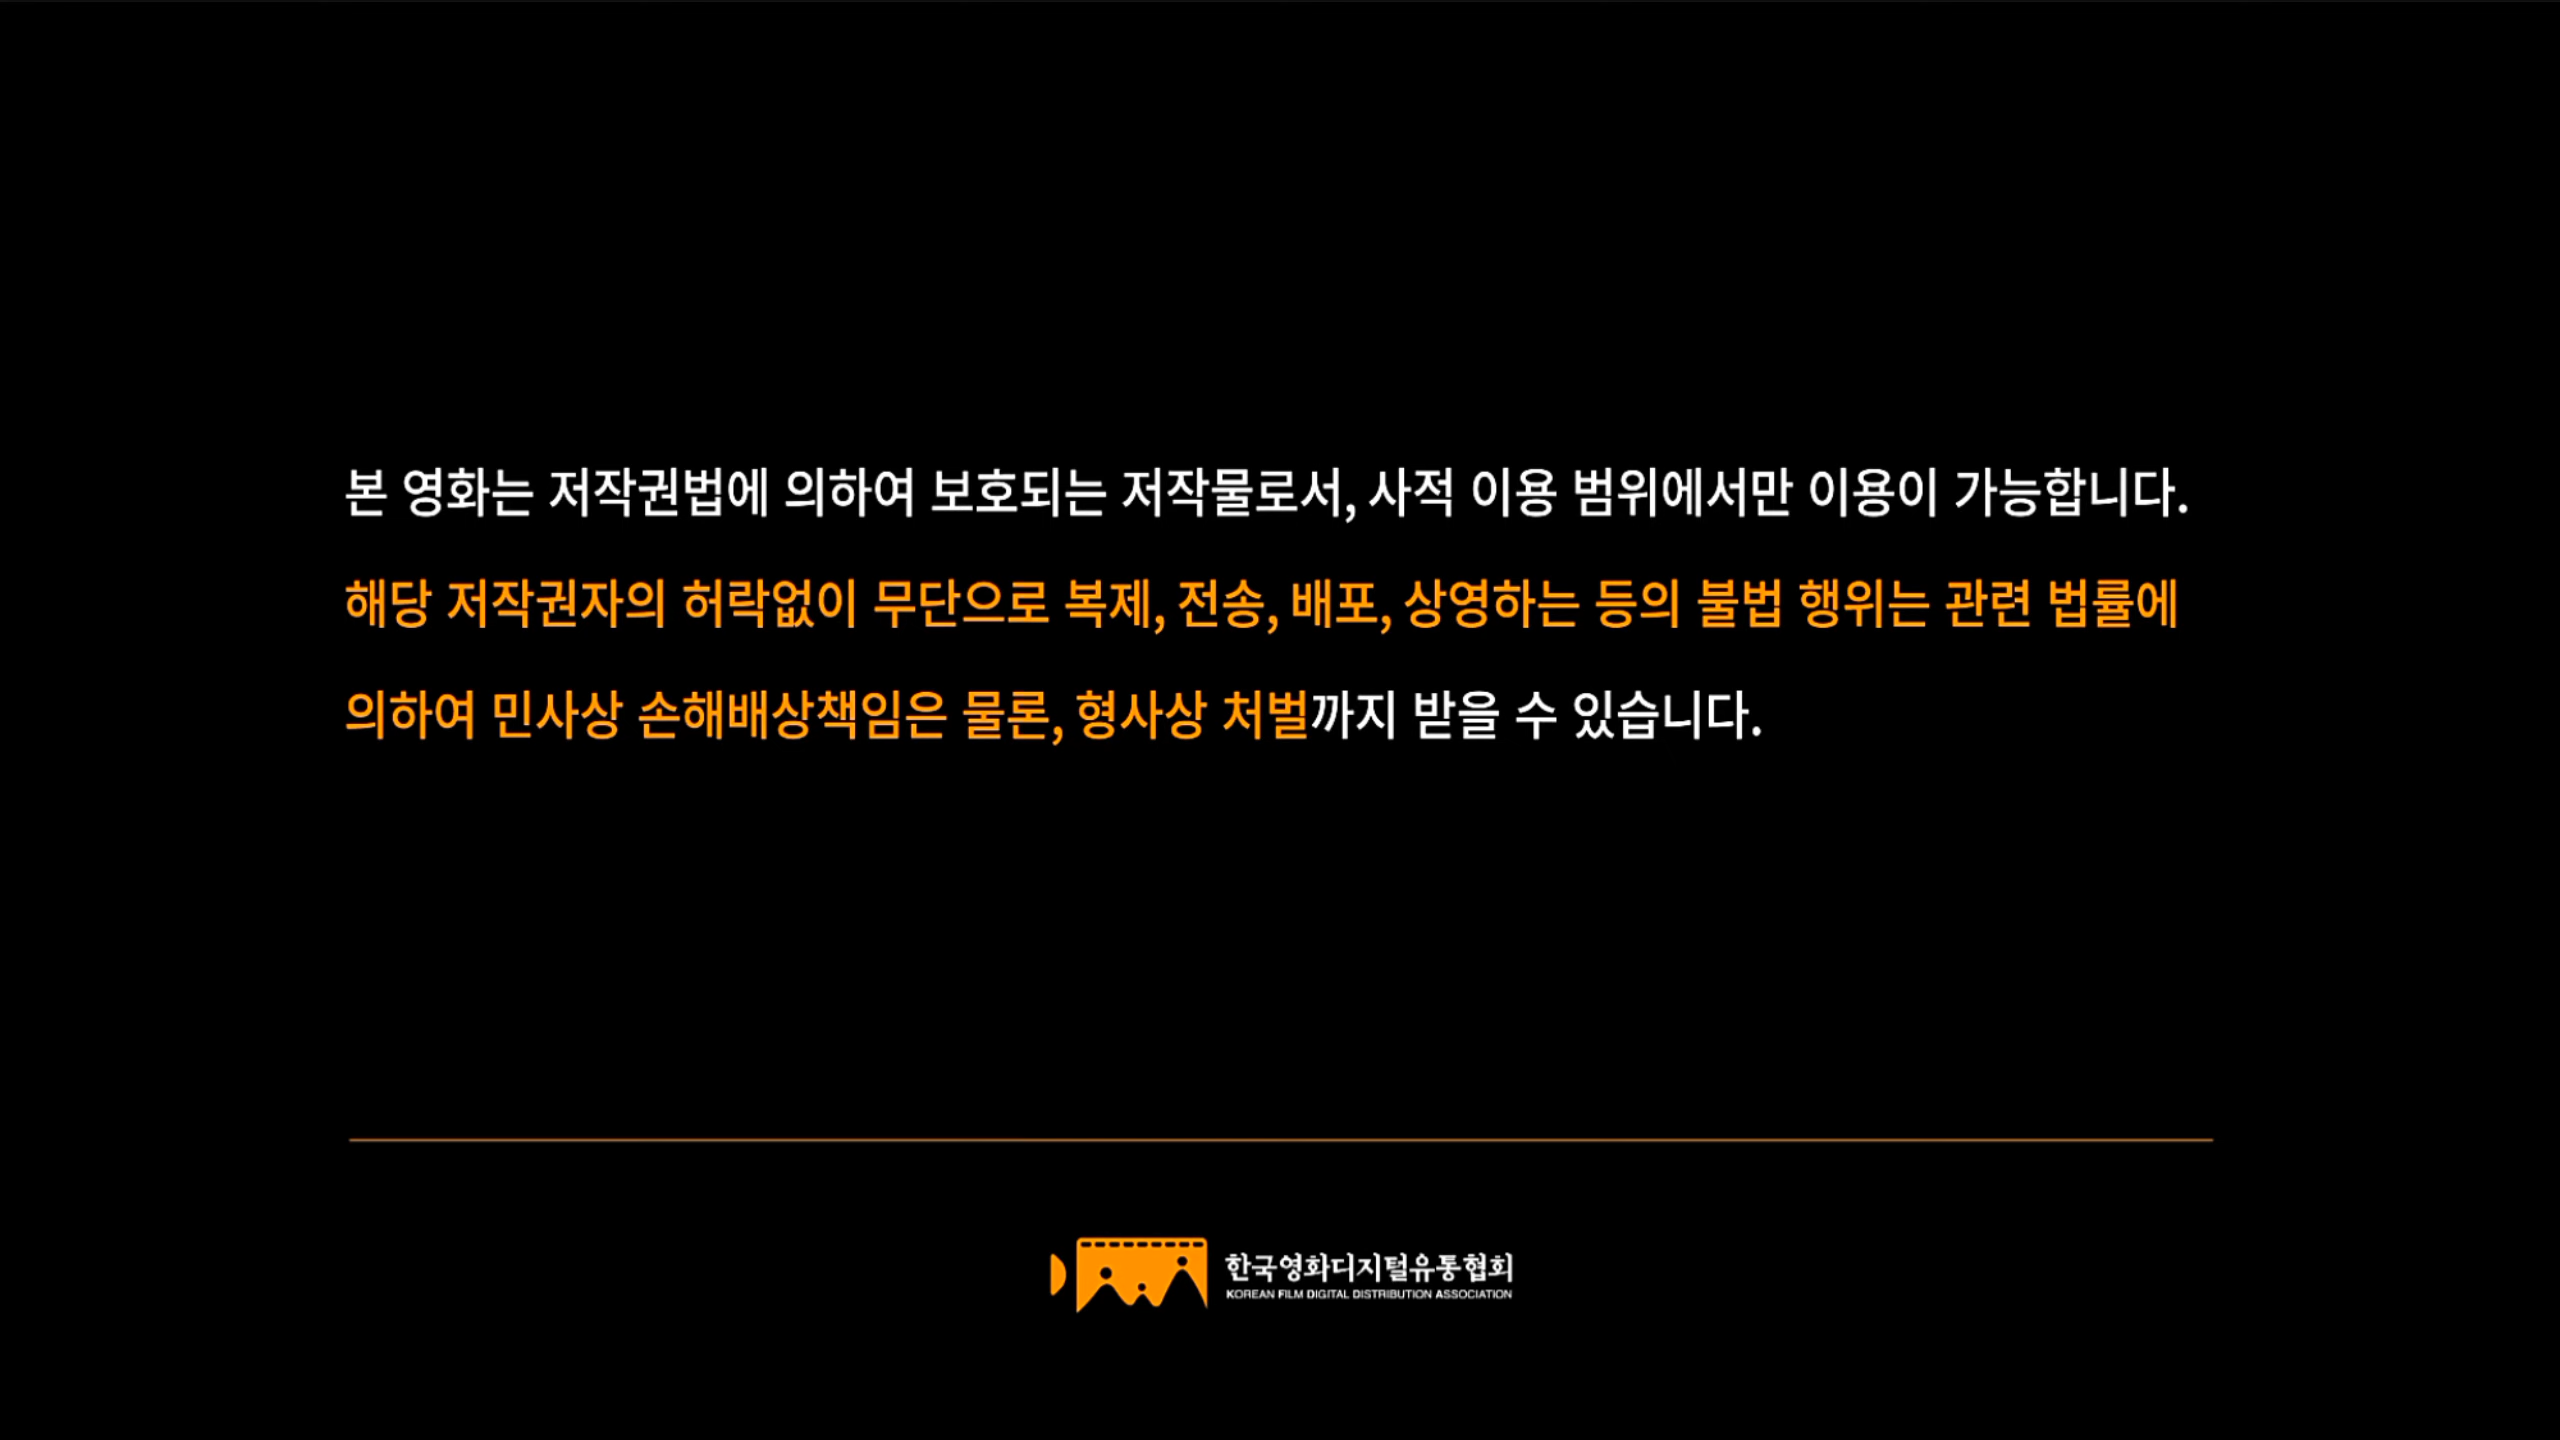 본 영화는 저작권법에 의하여 보호되는 저작물로서, 사적 이용 범위에서만 이용이 가능합니다.
해당 저작권자의 허락없이 무단으로 복제, 전송, 배포, 상영하는 등의 불법 행위는 관련 법률에
의하여 민사상 손해배상책임은 물론, 형사상 처벌까지 받을 수 있습니다.
한국영화디지털유통협회
KOREAN FILM DIGITAL DISTRIBUTION ASSOCIATION